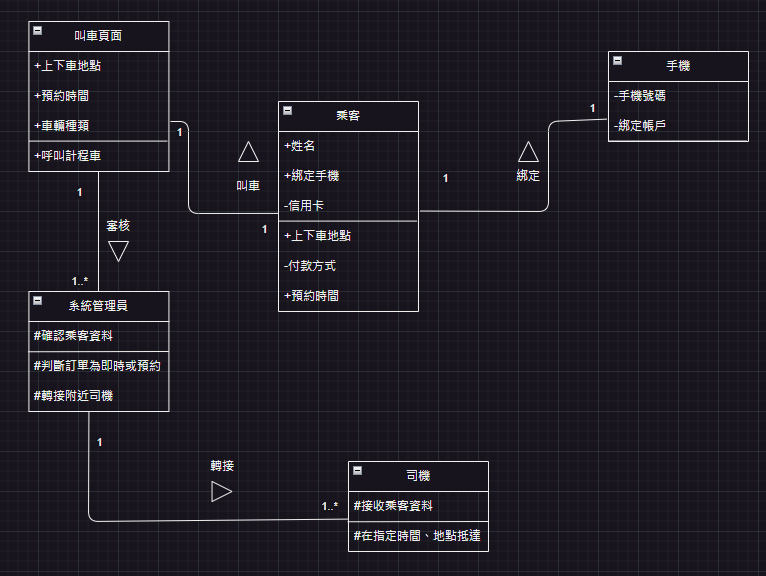 叫車頁面
+上下車地點
+預約時間
+車輛種類
+呼叫計程車
1
叫車
1
乘客
+姓名
+綁定手機
-信用卡
+上下車地點
-付款方式
+預約時間
1
綁定
1
手機
-手機號碼
-綁定帳戶
1
審核
1..*
系統管理員
#確認乘客資料
#判斷訂單為即時或預約
#轉接附近司機
1
轉接
1..*
司機
#接收乘客資料
#在指定時間、地點抵達